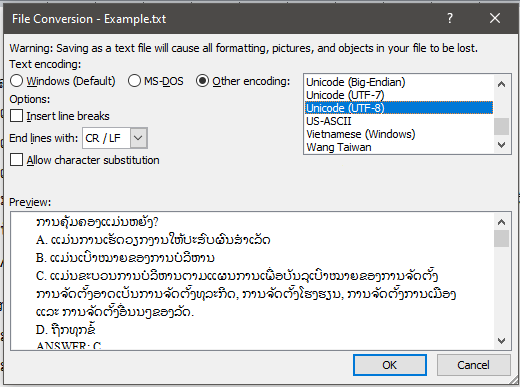 File Conversion - Example.txt
Warning: Saving as a text file will cause all formatting, pictures, and objects in your file to be lost.
Text encoding:
Windows (Default) MS-DOS Other encoding:
Unicode (Big-Endian)
Unicode (UTF-7)
Unicode (UTF-8)
US-ASCII
Vietnamese (Windows)
Wang Taiwan
Options:
Insert line breaks
End lines with: CR / LF
Allow character substitution
Preview:
ການຄຸ້ມຄອງແມ່ນຫຍັງ?
A. ແມ່ນການເຮັດວຽກງານໃຫ້ປະສົບຜົນສຳເລັດ
B. ແມ່ນເປົ້າໝາຍຂອງການບໍລິຫານ
C. ແມ່ນຂະບວນການບໍລິຫານຕາມແຜນການເພື່ອບັນລຸເປົ້າໝາຍຂອງການຈັດຕັ້ງ
ການຈັດຕັ້ງອາດເປັນການຈັດຕັ້ງທຸລະກິດ, ການຈັດຕັ້ງໂຮງຮຽນ, ການຈັດຕັ້ງການເມືອງ
ແລະ ການຈັດຕັ້ງອື່ນໆຂອງລັດ.
D. ຖືກທຸກຂໍ້
ANSWER: C
OK Cancel